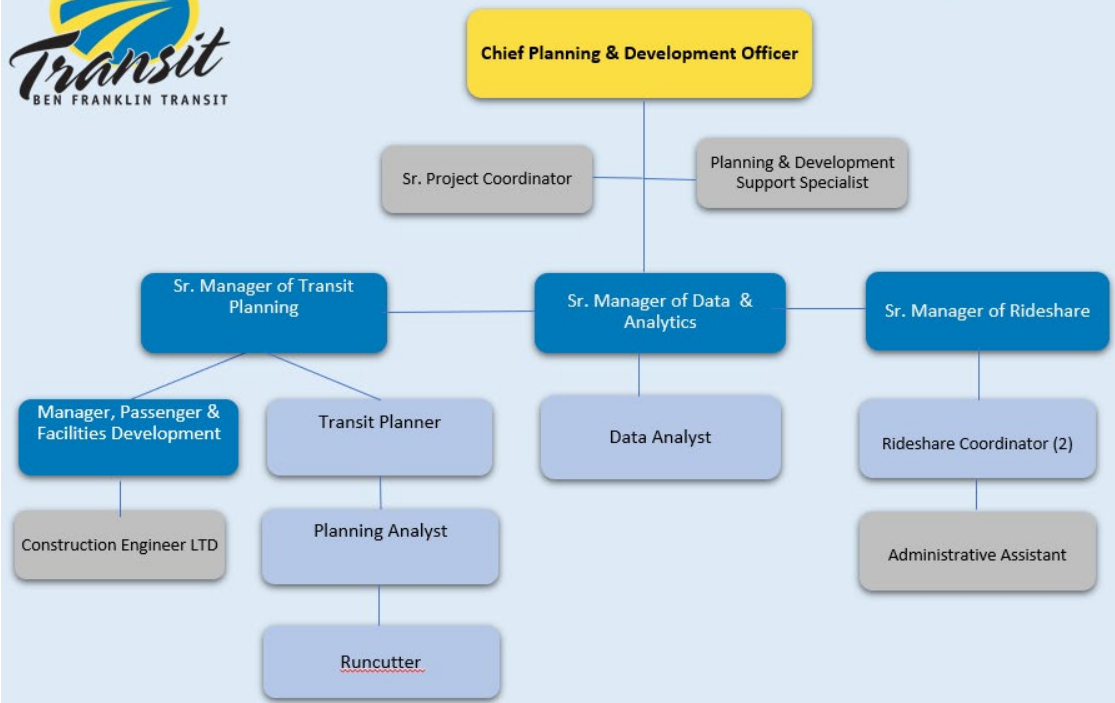 Transit
BEN FRANKLIN TRANSIT
Chief Planning & Development Officer
Sr. Project Coordinator
Planning & Development
Support Specialist
Sr. Manager of Transit
Planning
Sr. Manager of Data &
Analytics
Sr. Manager of Rideshare
Manager, Passenger &
Facilities Development
Transit Planner
Data Analyst
Rideshare Coordinator (2)
Construction Engineer LTD
Planning Analyst
Administrative Assistant
Runcutter